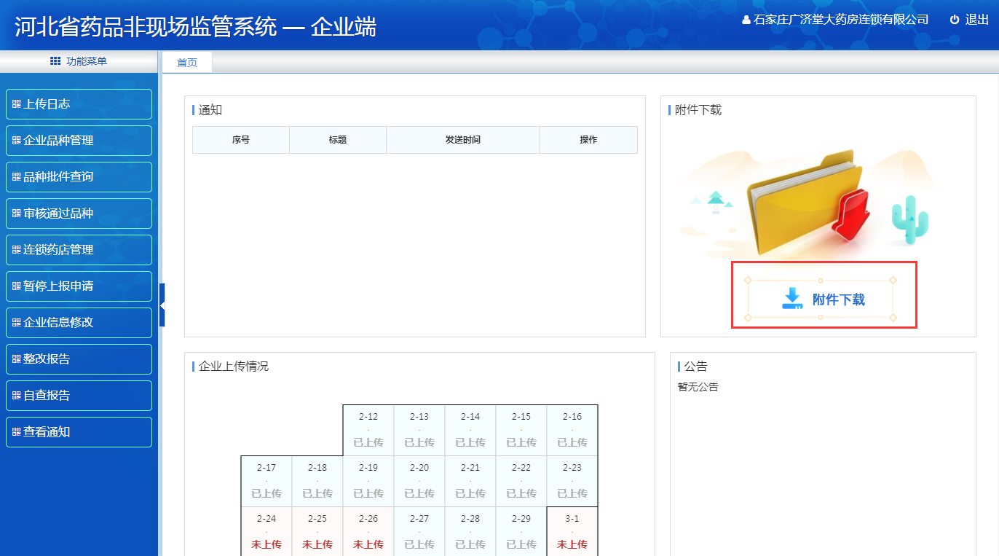 河北省药品非现场监管系统 — 企业端
石家庄广济堂大药房连锁有限公司 退出
功能菜单
首页
上传日志
企业品种管理
品种批件查询
审核通过品种
连锁药店管理
暂停上报申请
企业信息修改
整改报告
自查报告
查看通知
通知
序号 标题 发送时间 操作
附件下载
附件下载
企业上传情况
2-12 2-13 2-14 2-15 2-16
- - - - -
已上传 已上传 已上传 已上传 已上传
2-17 2-18 2-19 2-20 2-21 2-22 2-23
- - - - - - -
已上传 已上传 已上传 已上传 已上传 已上传 已上传
2-24 2-25 2-26 2-27 2-28 2-29 3-1
- - - - - - -
未上传 未上传 未上传 已上传 已上传 已上传 未上传
公告
暂无公告